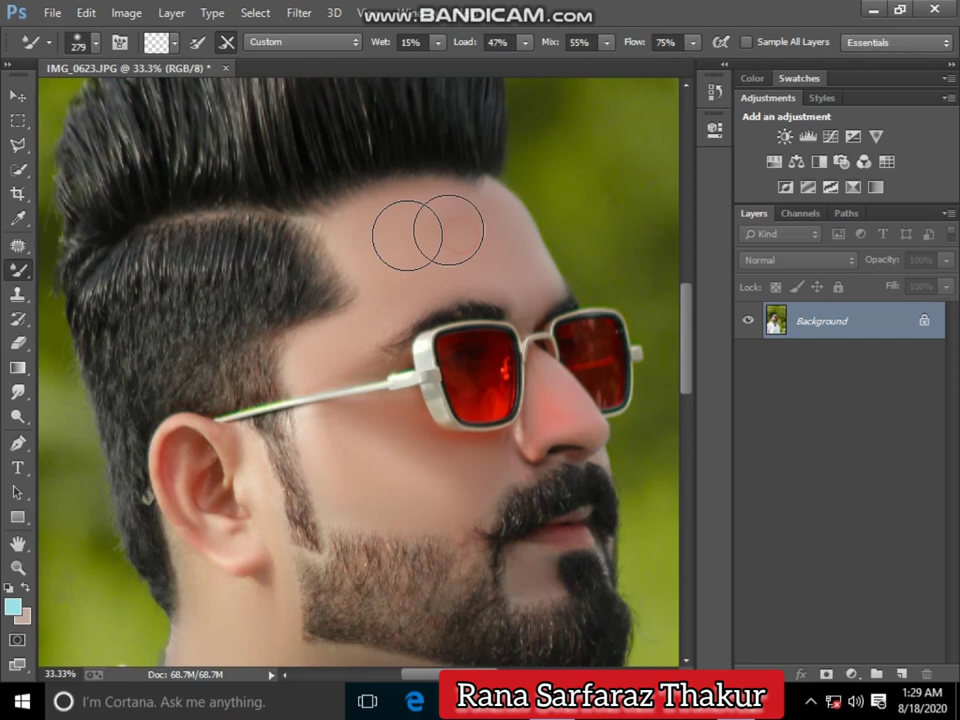 www.BANDICAM.com
Ps File Edit Image Layer Type Select Filter 3D
279 Custom Wet: 15% Load: 47% Mix: 55% Flow: 75% Sample All Layers Essentials
IMG_0623.JPG @ 33.3% (RGB/8) * ×
Color Swatches
Adjustments Styles
Add an adjustment
Layers Channels Paths
Kind
Normal Opacity: 100%
Lock: Fill: 100%
Background
33.33% Doc: 68.7M/68.7M
Rana Sarfaraz Thakur
I'm Cortana. Ask me anything.
1:29 AM
8/18/2020